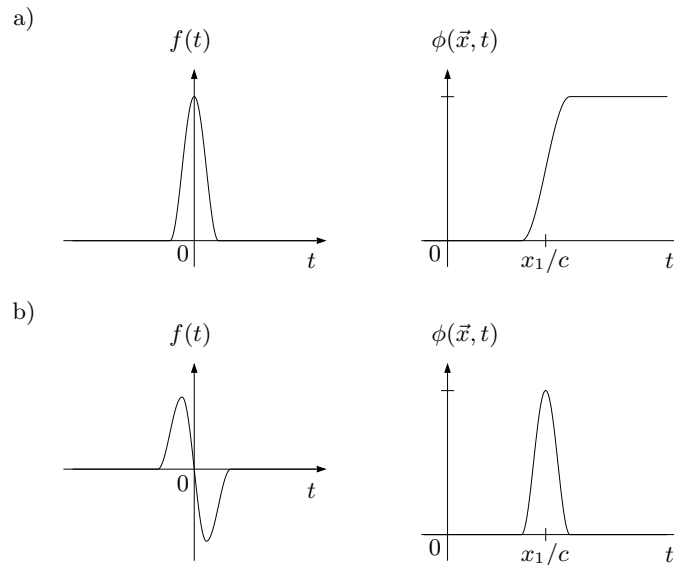 a)
f(t)
ϕ(x⃗, t)
0
t
0
x₁/c
t
b)
f(t)
ϕ(x⃗, t)
0
t
0
x₁/c
t